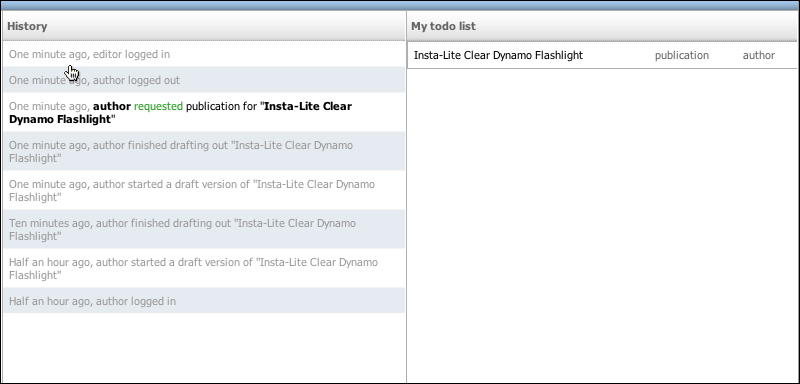 History
One minute ago, editor logged in
One minute ago, author logged out
One minute ago, author requested publication for "Insta-Lite Clear
Dynamo Flashlight"
One minute ago, author finished drafting out "Insta-Lite Clear Dynamo
Flashlight"
One minute ago, author started a draft version of "Insta-Lite Clear Dynamo
Flashlight"
Ten minutes ago, author finished drafting out "Insta-Lite Clear Dynamo
Flashlight"
Half an hour ago, author started a draft version of "Insta-Lite Clear Dynamo
Flashlight"
Half an hour ago, author logged in
My todo list
Insta-Lite Clear Dynamo Flashlight publication author